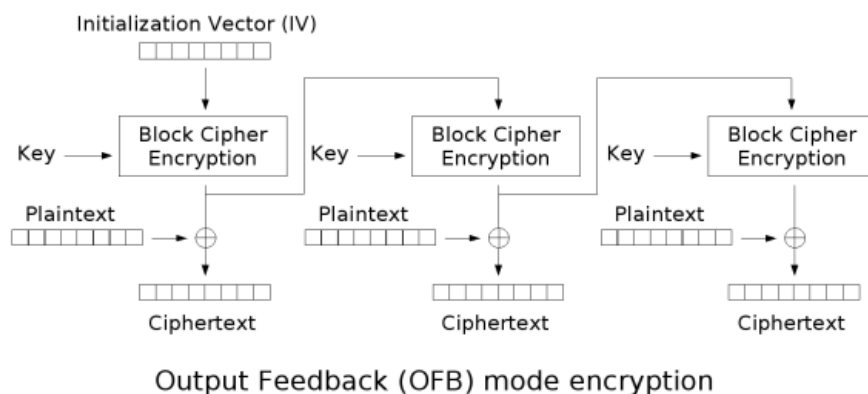 Initialization Vector (IV)
Key
Block Cipher
Encryption
Key
Block Cipher
Encryption
Key
Block Cipher
Encryption
Plaintext
Plaintext
Plaintext
Ciphertext
Ciphertext
Ciphertext
Output Feedback (OFB) mode encryption